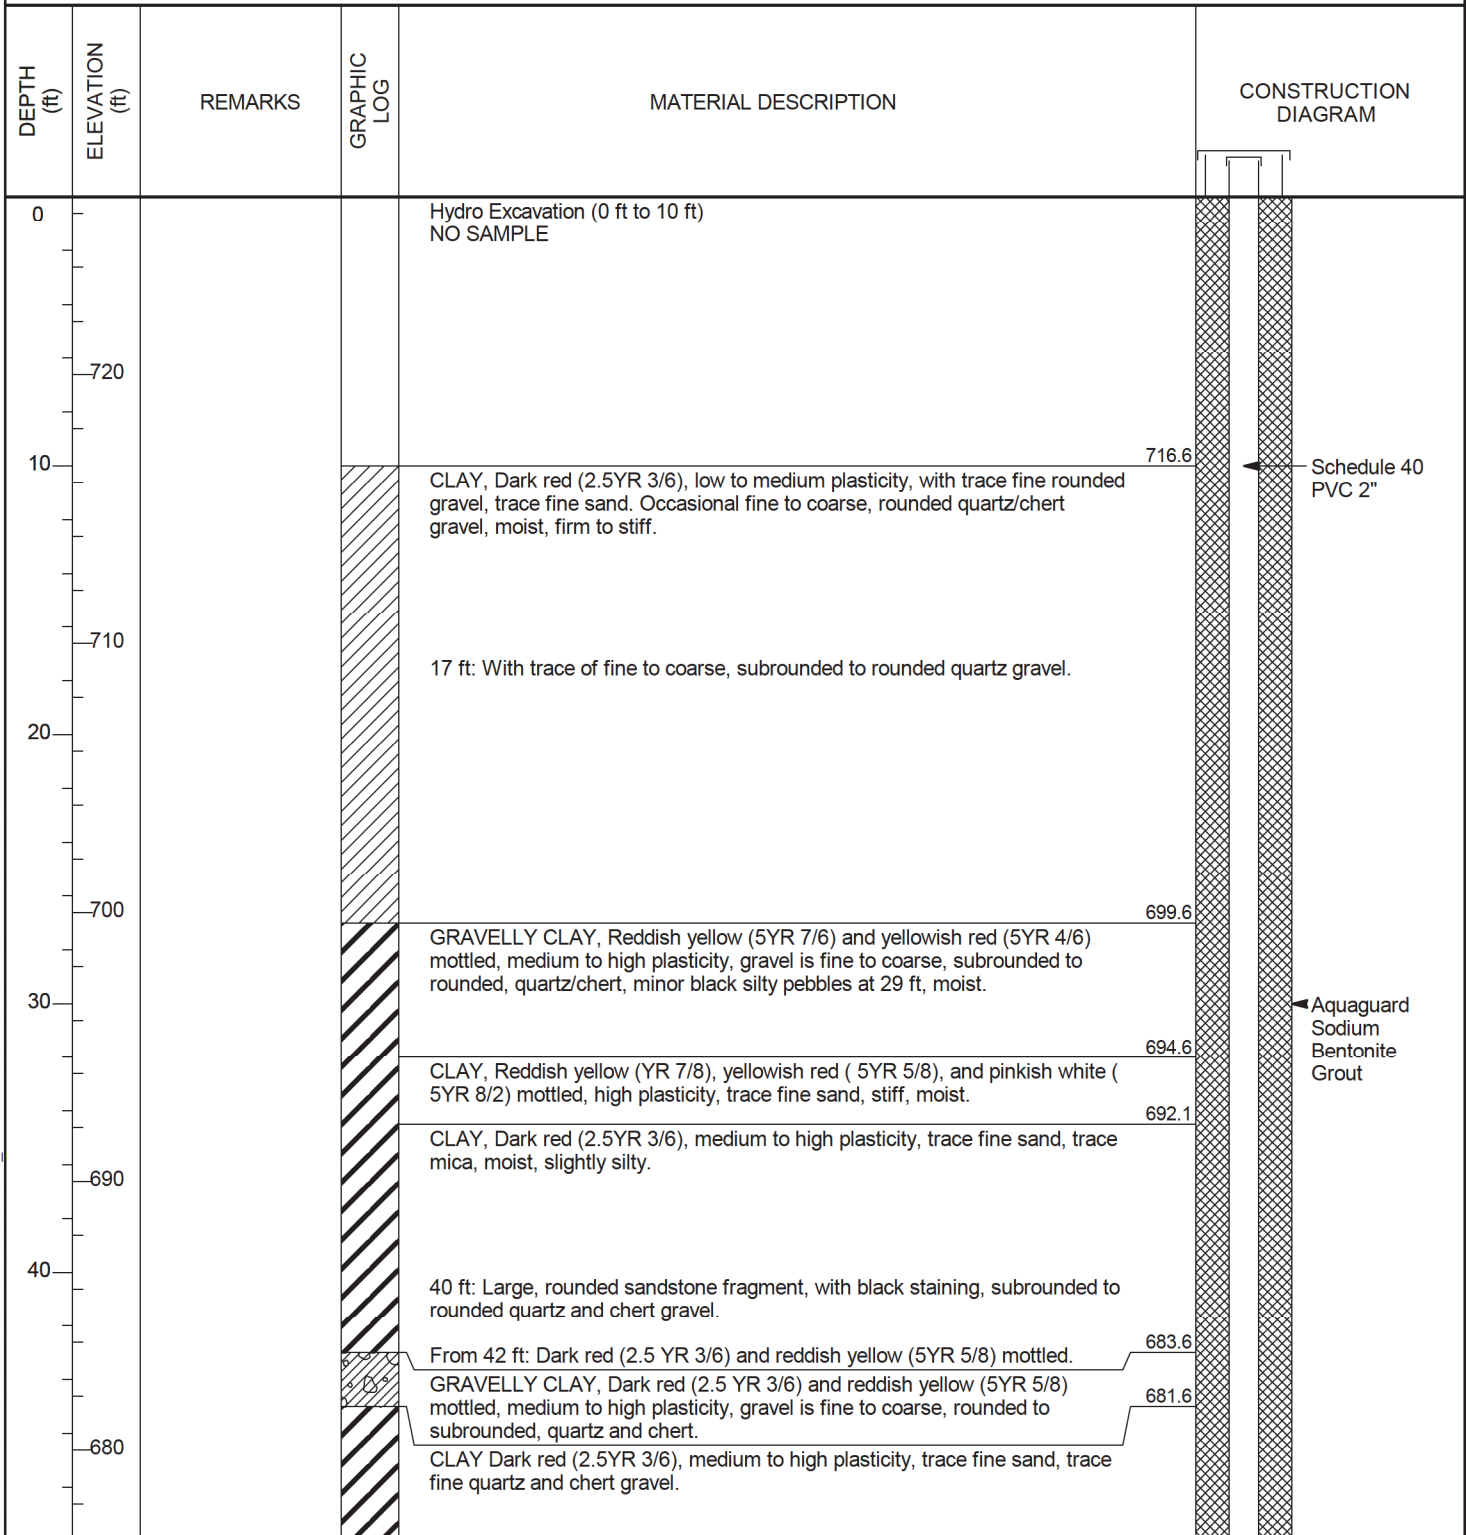 DEPTH
(ft)
ELEVATION
(ft)
REMARKS
GRAPHIC
LOG
MATERIAL DESCRIPTION
CONSTRUCTION
DIAGRAM
0
Hydro Excavation (0 ft to 10 ft)
NO SAMPLE
720
716.6
10
CLAY, Dark red (2.5YR 3/6), low to medium plasticity, with trace fine rounded
gravel, trace fine sand. Occasional fine to coarse, rounded quartz/chert
gravel, moist, firm to stiff.
Schedule 40
PVC 2"
710
17 ft: With trace of fine to coarse, subrounded to rounded quartz gravel.
20
700
699.6
GRAVELLY CLAY, Reddish yellow (5YR 7/6) and yellowish red (5YR 4/6)
mottled, medium to high plasticity, gravel is fine to coarse, subrounded to
rounded, quartz/chert, minor black silty pebbles at 29 ft, moist.
30
Aquaguard
Sodium
Bentonite
Grout
694.6
CLAY, Reddish yellow (YR 7/8), yellowish red ( 5YR 5/8), and pinkish white (
5YR 8/2) mottled, high plasticity, trace fine sand, stiff, moist.
692.1
CLAY, Dark red (2.5YR 3/6), medium to high plasticity, trace fine sand, trace
mica, moist, slightly silty.
690
40
40 ft: Large, rounded sandstone fragment, with black staining, subrounded to
rounded quartz and chert gravel.
683.6
From 42 ft: Dark red (2.5 YR 3/6) and reddish yellow (5YR 5/8) mottled.
GRAVELLY CLAY, Dark red (2.5 YR 3/6) and reddish yellow (5YR 5/8)
mottled, medium to high plasticity, gravel is fine to coarse, rounded to
subrounded, quartz and chert.
681.6
680
CLAY Dark red (2.5YR 3/6), medium to high plasticity, trace fine sand, trace
fine quartz and chert gravel.